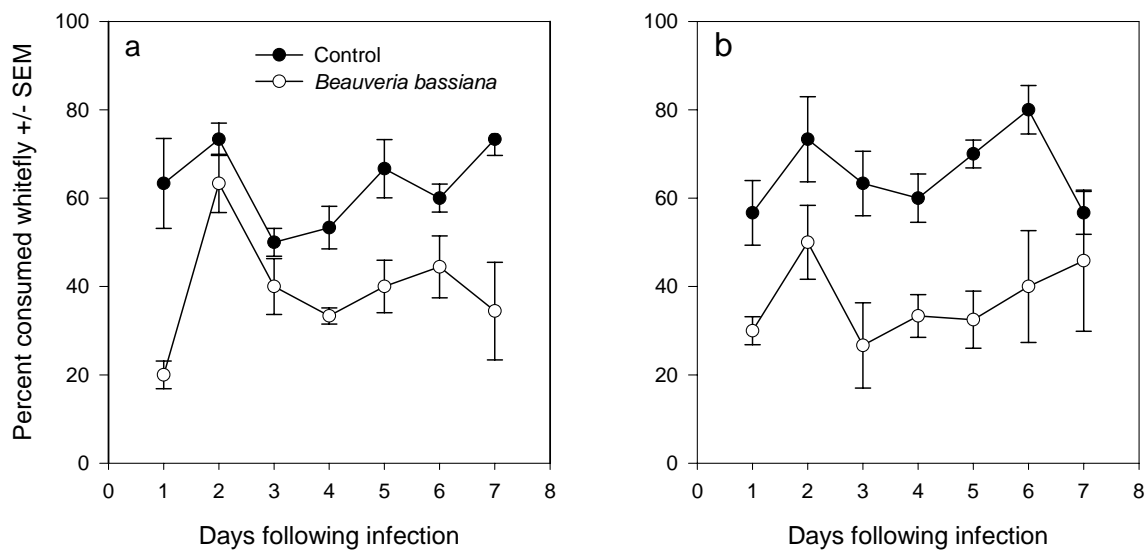 Percent consumed whitefly +/- SEM
a
Control
Beauveria bassiana
100
80
60
40
20
0
0 1 2 3 4 5 6 7 8
Days following infection
b
100
80
60
40
20
0
0 1 2 3 4 5 6 7 8
Days following infection